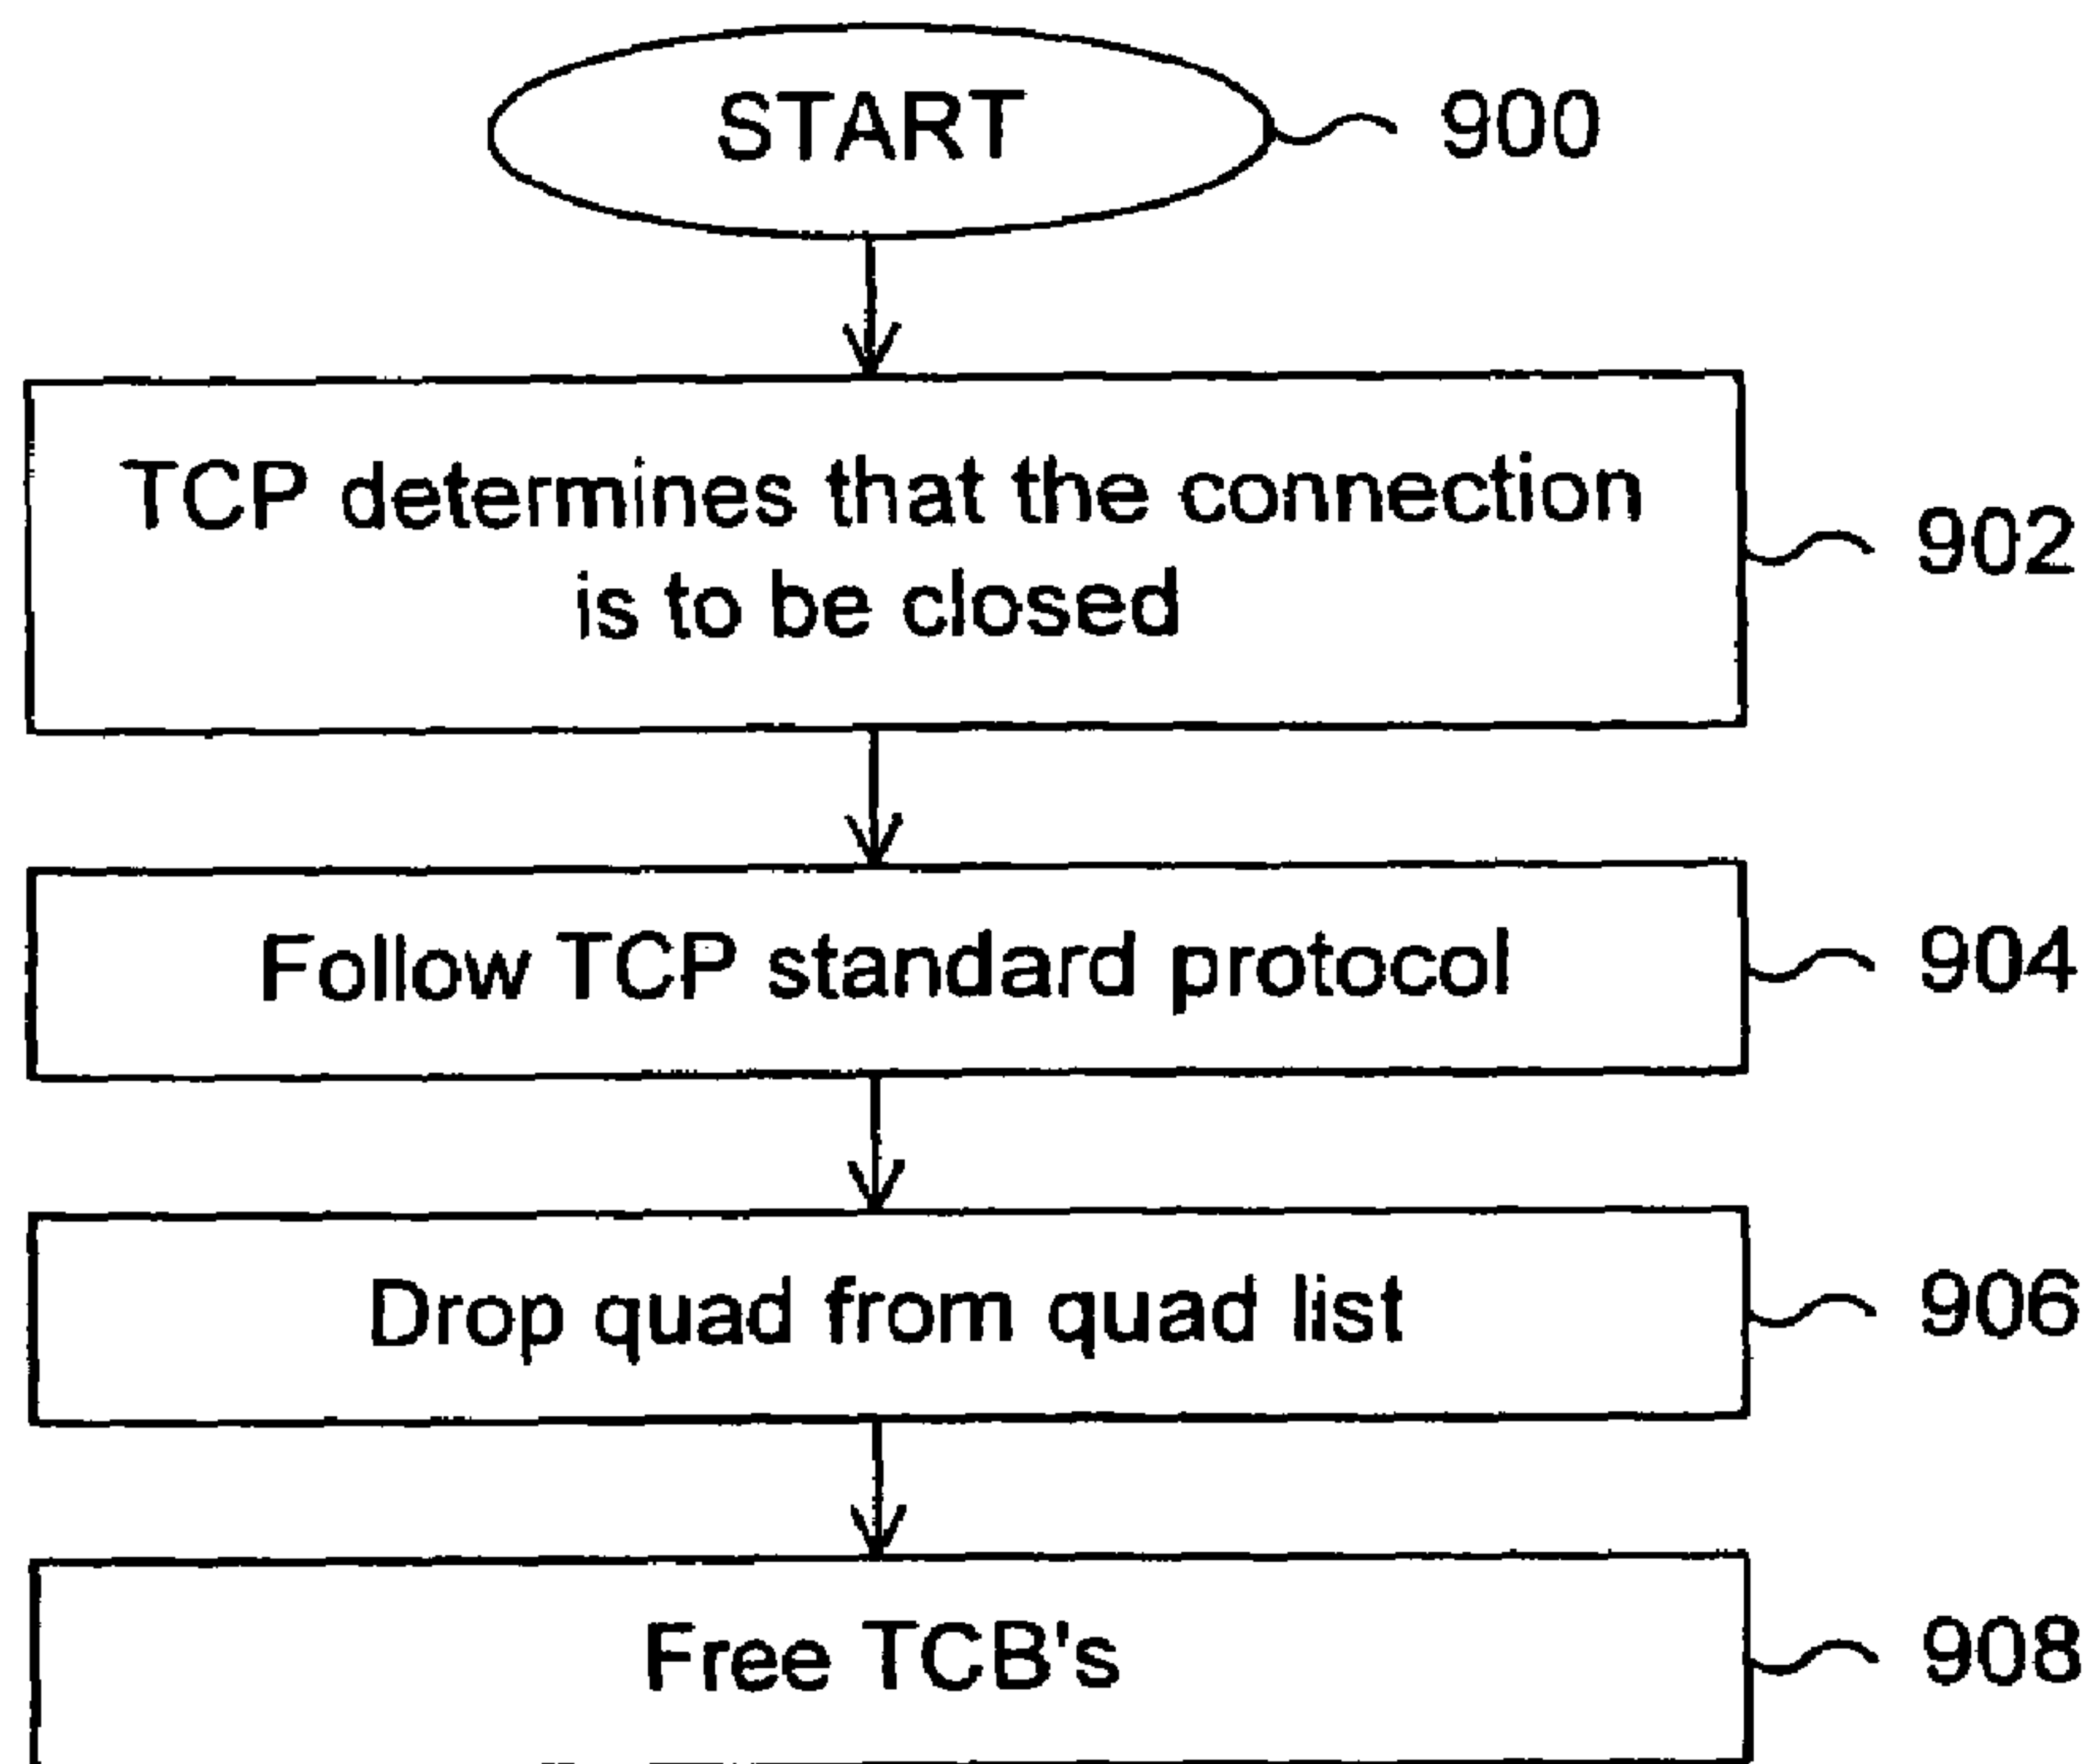 START
900
TCP determines that the connection
is to be closed
902
Follow TCP standard protocol
904
Drop quad from quad list
906
Free TCB's
908